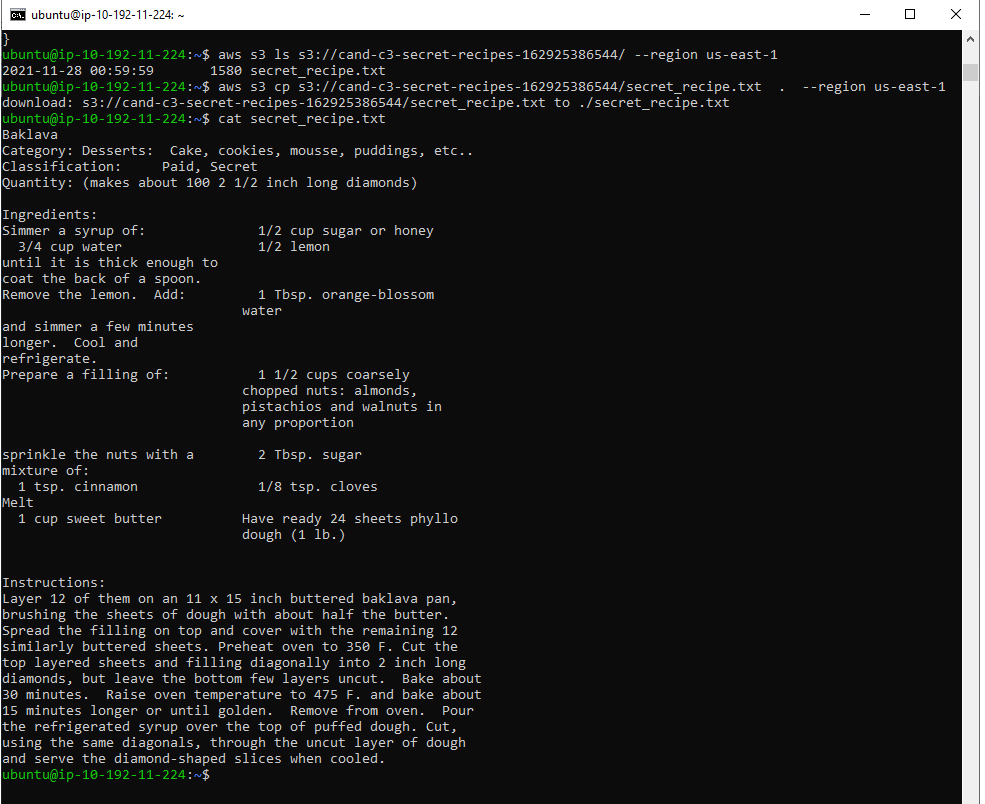 ubuntu@ip-10-192-11-224: ~
}
ubuntu@ip-10-192-11-224:~$ aws s3 ls s3://cand-c3-secret-recipes-162925386544/ --region us-east-1
2021-11-28 00:59:59       1580 secret_recipe.txt
ubuntu@ip-10-192-11-224:~$ aws s3 cp s3://cand-c3-secret-recipes-162925386544/secret_recipe.txt  .  --region us-east-1
download: s3://cand-c3-secret-recipes-162925386544/secret_recipe.txt to ./secret_recipe.txt
ubuntu@ip-10-192-11-224:~$ cat secret_recipe.txt
Baklava
Category: Desserts:  Cake, cookies, mousse, puddings, etc..
Classification:     Paid, Secret
Quantity: (makes about 100 2 1/2 inch long diamonds)

Ingredients:
Simmer a syrup of:              1/2 cup sugar or honey
  3/4 cup water                 1/2 lemon
until it is thick enough to
coat the back of a spoon.
Remove the lemon.  Add:         1 Tbsp. orange-blossom
                              water
and simmer a few minutes
longer.  Cool and
refrigerate.
Prepare a filling of:           1 1/2 cups coarsely
                              chopped nuts: almonds,
                              pistachios and walnuts in
                              any proportion

sprinkle the nuts with a        2 Tbsp. sugar
mixture of:
  1 tsp. cinnamon               1/8 tsp. cloves
Melt
  1 cup sweet butter          Have ready 24 sheets phyllo
                              dough (1 lb.)


Instructions:
Layer 12 of them on an 11 x 15 inch buttered baklava pan,
brushing the sheets of dough with about half the butter.
Spread the filling on top and cover with the remaining 12
similarly buttered sheets. Preheat oven to 350 F. Cut the
top layered sheets and filling diagonally into 2 inch long
diamonds, but leave the bottom few layers uncut.  Bake about
30 minutes.  Raise oven temperature to 475 F. and bake about
15 minutes longer or until golden.  Remove from oven.  Pour
the refrigerated syrup over the top of puffed dough. Cut,
using the same diagonals, through the uncut layer of dough
and serve the diamond-shaped slices when cooled.
ubuntu@ip-10-192-11-224:~$